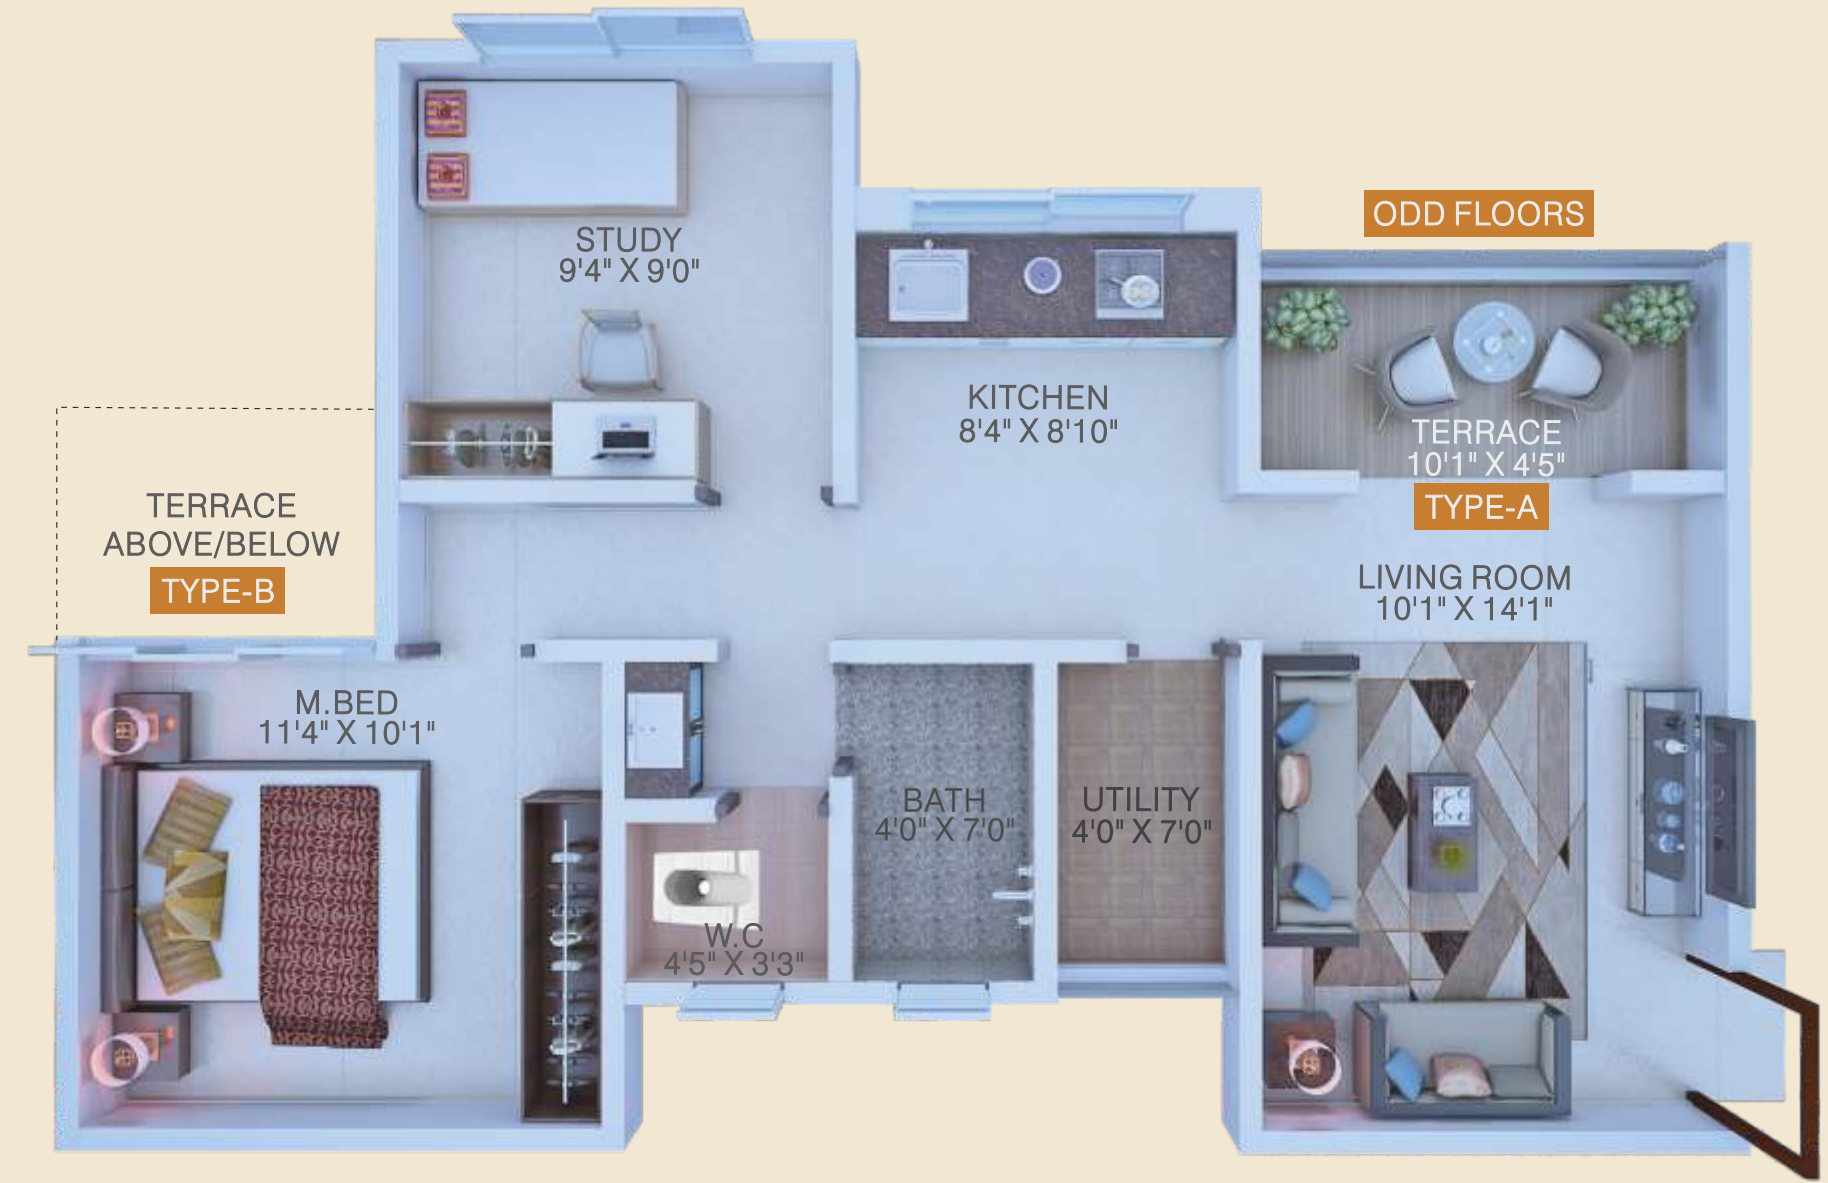 STUDY
9'4" X 9'0"
ODD FLOORS
KITCHEN
8'4" X 8'10"
TERRACE
10'1" X 4'5"
TYPE-A
TERRACE
ABOVE/BELOW
TYPE-B
LIVING ROOM
10'1" X 14'1"
M.BED
11'4" X 10'1"
BATH
4'0" X 7'0"
UTILITY
4'0" X 7'0"
W.C
4'5" X 3'3"